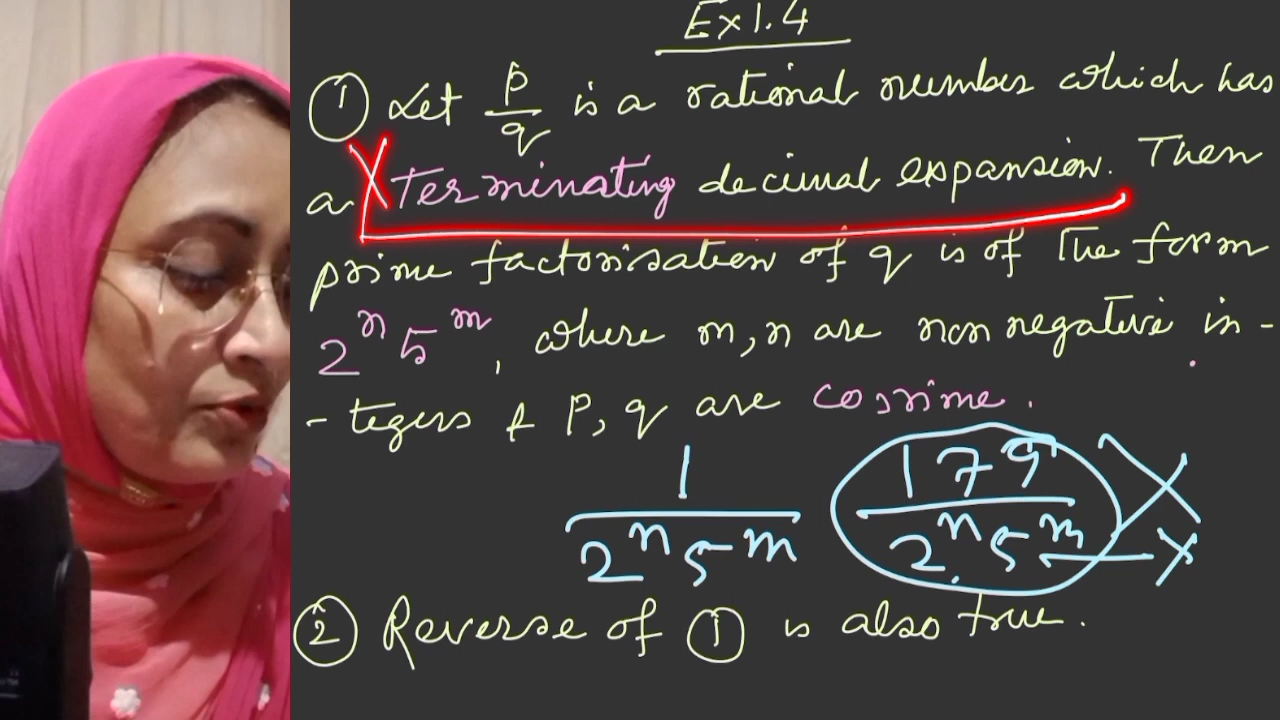 Ex 1.4
① Let p/q is a rational number which has
a Terminating decimal expansion. Then
prime factorisation of q is of the form
2^n 5^m, where m, n are non negative in -
- tegers & P, q are coprime.
1/2^n 5^m 179/2^n 5^m
② Reverse of ① is also true.